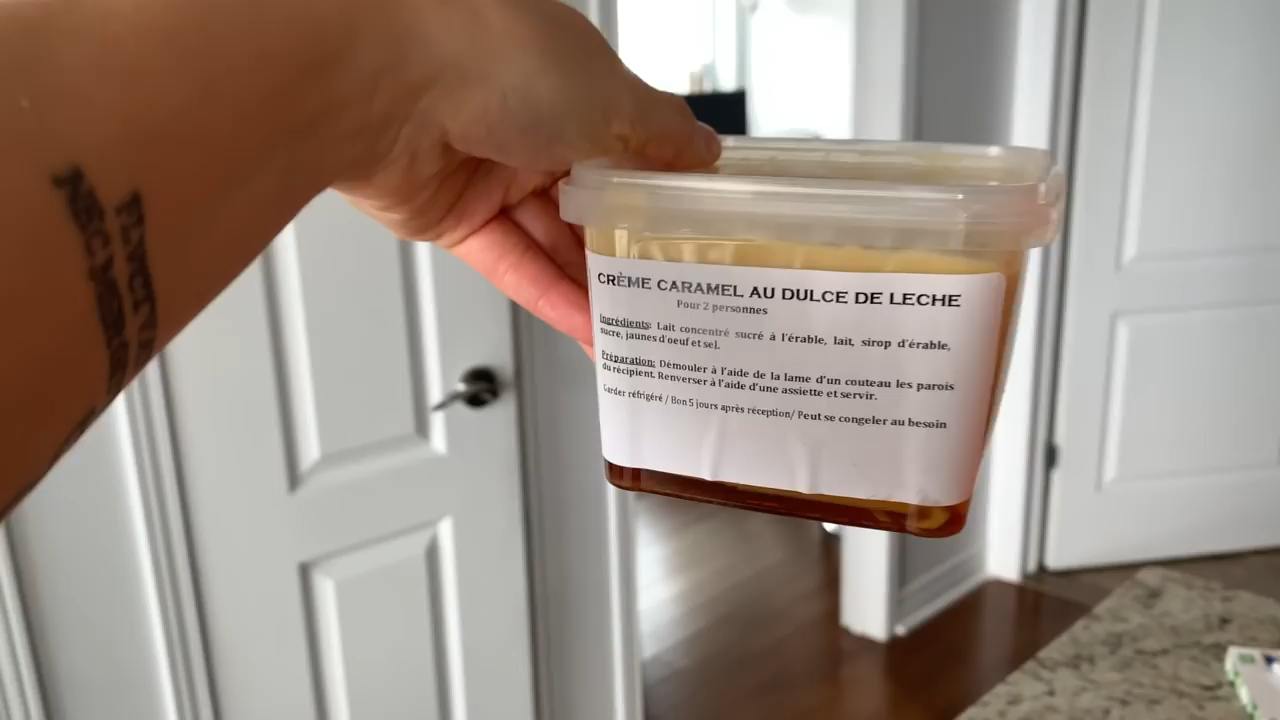 CRÈME CARAMEL AU DULCE DE LECHE
Pour 2 personnes
Ingrédients: Lait concentré sucré à l'érable, lait, sirop d'érable,
sucre, jaunes d'oeuf et sel.
Préparation: Démouler à l'aide de la lame d'un couteau les parois
du récipient. Renverser à l'aide d'une assiette et servir.
Garder réfrigéré / Bon 5 jours après réception/ Peut se congeler au besoin